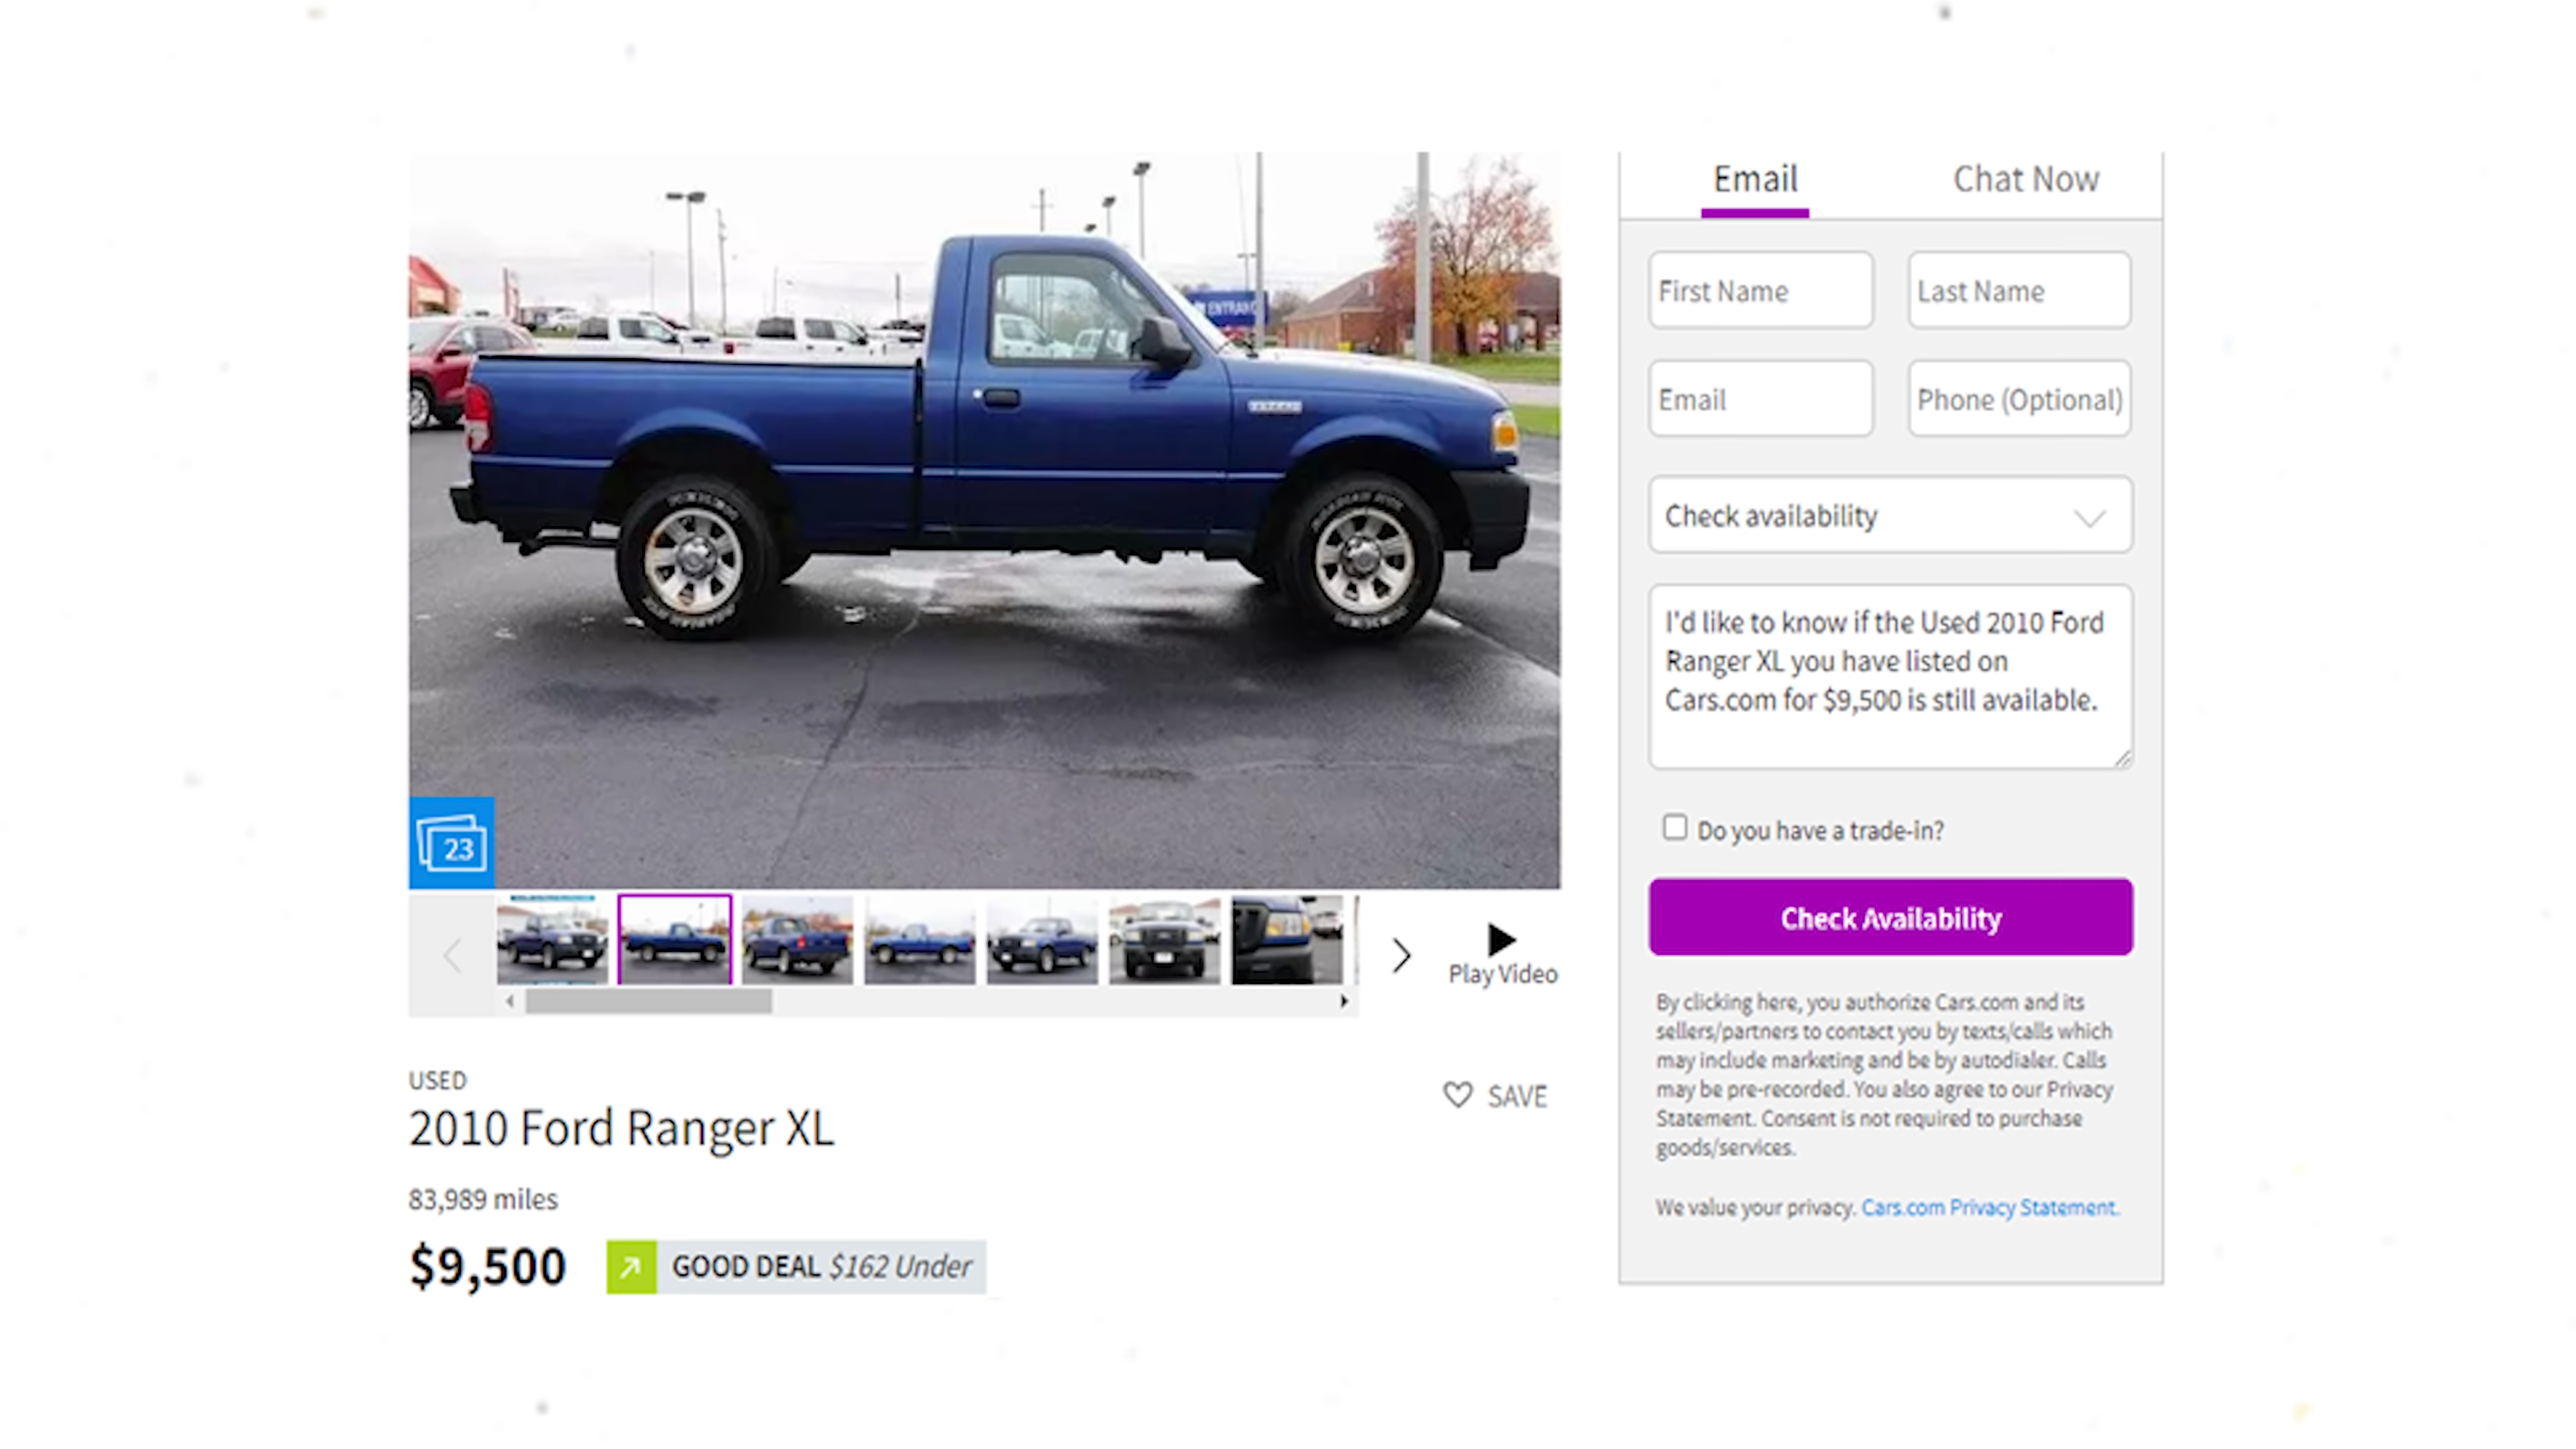 ENTRANC
23
Play Video
USED
2010 Ford Ranger XL
SAVE
83,989 miles
$9,500
GOOD DEAL $162 Under
Email
Chat Now
First Name
Last Name
Email
Phone (Optional)
Check availability
I'd like to know if the Used 2010 Ford
Ranger XL you have listed on
Cars.com for $9,500 is still available.
Do you have a trade-in?
Check Availability
By clicking here, you authorize Cars.com and its
sellers/partners to contact you by texts/calls which
may include marketing and be by autodialer. Calls
may be pre-recorded. You also agree to our Privacy
Statement. Consent is not required to purchase
goods/services.
We value your privacy. Cars.com Privacy Statement.